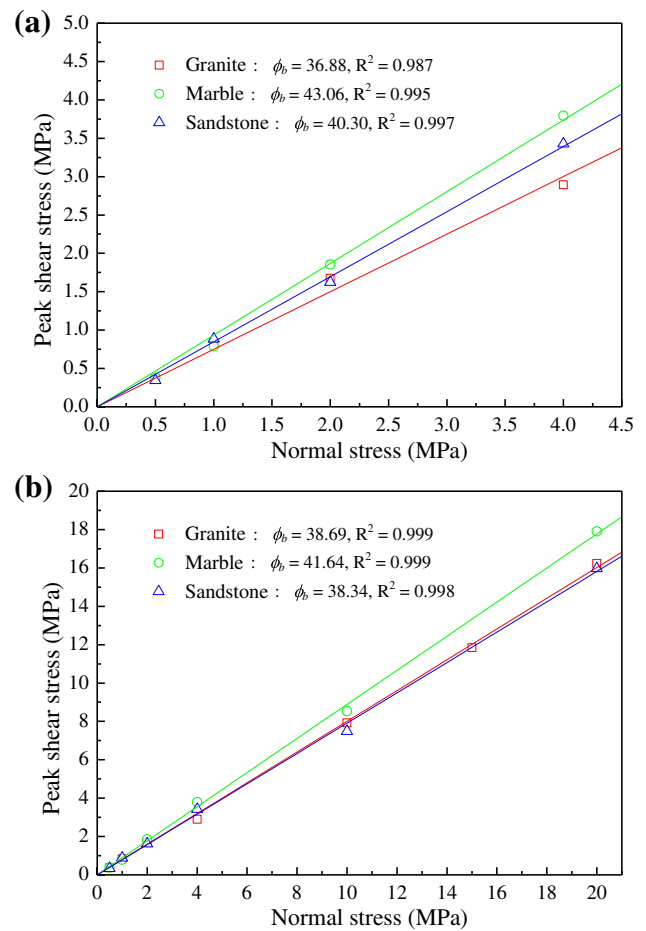 (a)
5.0
4.5
4.0
3.5
3.0
2.5
2.0
1.5
1.0
0.5
0.0
Peak shear stress (MPa)
Granite : ϕb = 36.88, R² = 0.987
Marble : ϕb = 43.06, R² = 0.995
Sandstone : ϕb = 40.30, R² = 0.997
0.0 0.5 1.0 1.5 2.0 2.5 3.0 3.5 4.0 4.5
Normal stress (MPa)
(b)
20
18
16
14
12
10
8
6
4
2
0
Peak shear stress (MPa)
Granite : ϕb = 38.69, R² = 0.999
Marble : ϕb = 41.64, R² = 0.999
Sandstone : ϕb = 38.34, R² = 0.998
0 2 4 6 8 10 12 14 16 18 20
Normal stress (MPa)